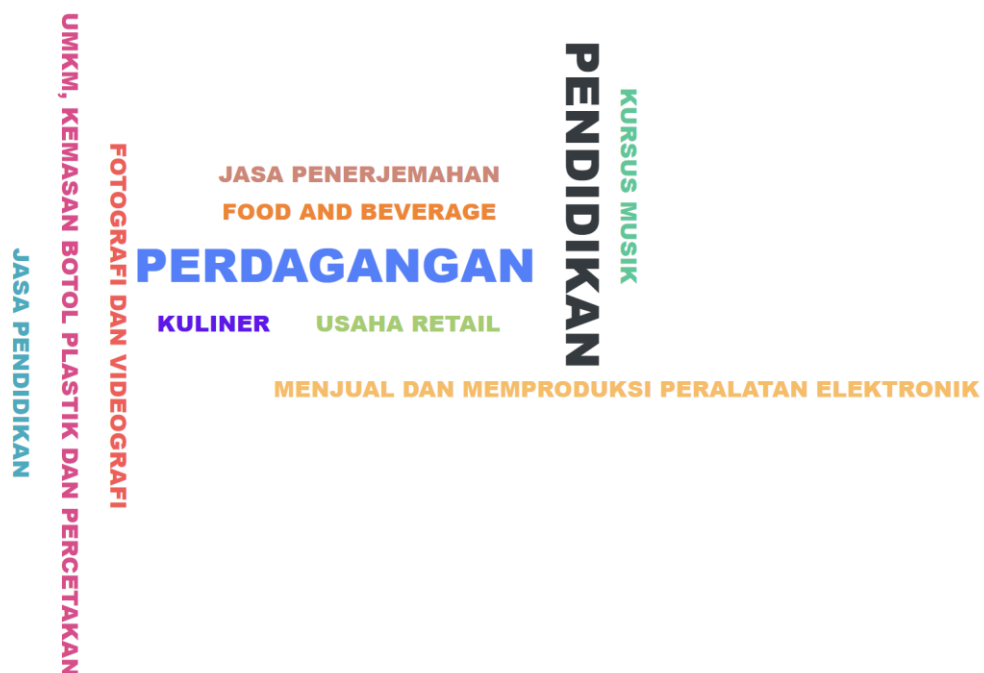 JASA PENDIDIKAN
UMKM, KEMASAN BOTOL PLASTIK DAN PERCETAKAN
FOTOGRAFI DAN VIDEOGRAFI
JASA PENERJEMAHAN
FOOD AND BEVERAGE
PERDAGANGAN
KULINER
USAHA RETAIL
PENDIDIKAN
KURSUS MUSIK
MENJUAL DAN MEMPRODUKSI PERALATAN ELEKTRONIK